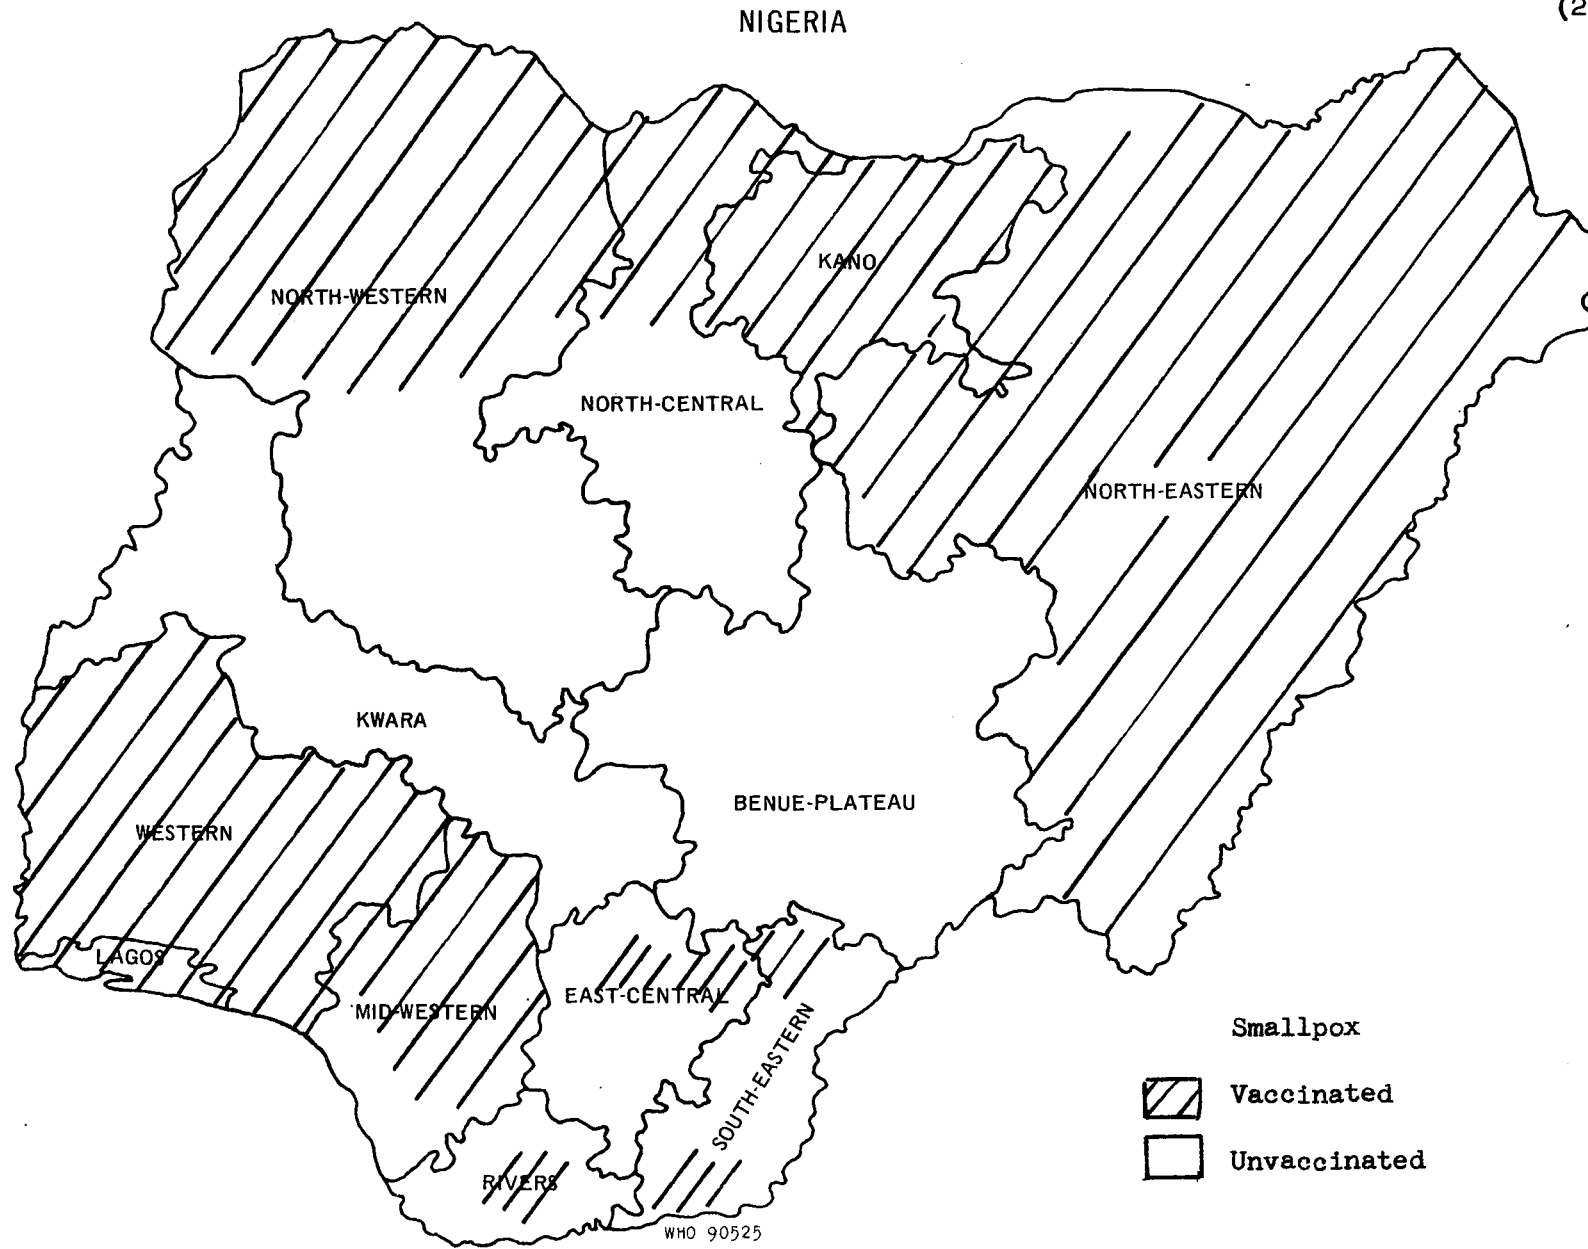 (2
NIGERIA
KANO
NORTH-WESTERN
NORTH-CENTRAL
NORTH-EASTERN
KWARA
BENUE-PLATEAU
WESTERN
LAGOS
MID-WESTERN
EAST-CENTRAL
SOUTH-EASTERN
RIVERS
Smallpox
Vaccinated
Unvaccinated
WHO 90525